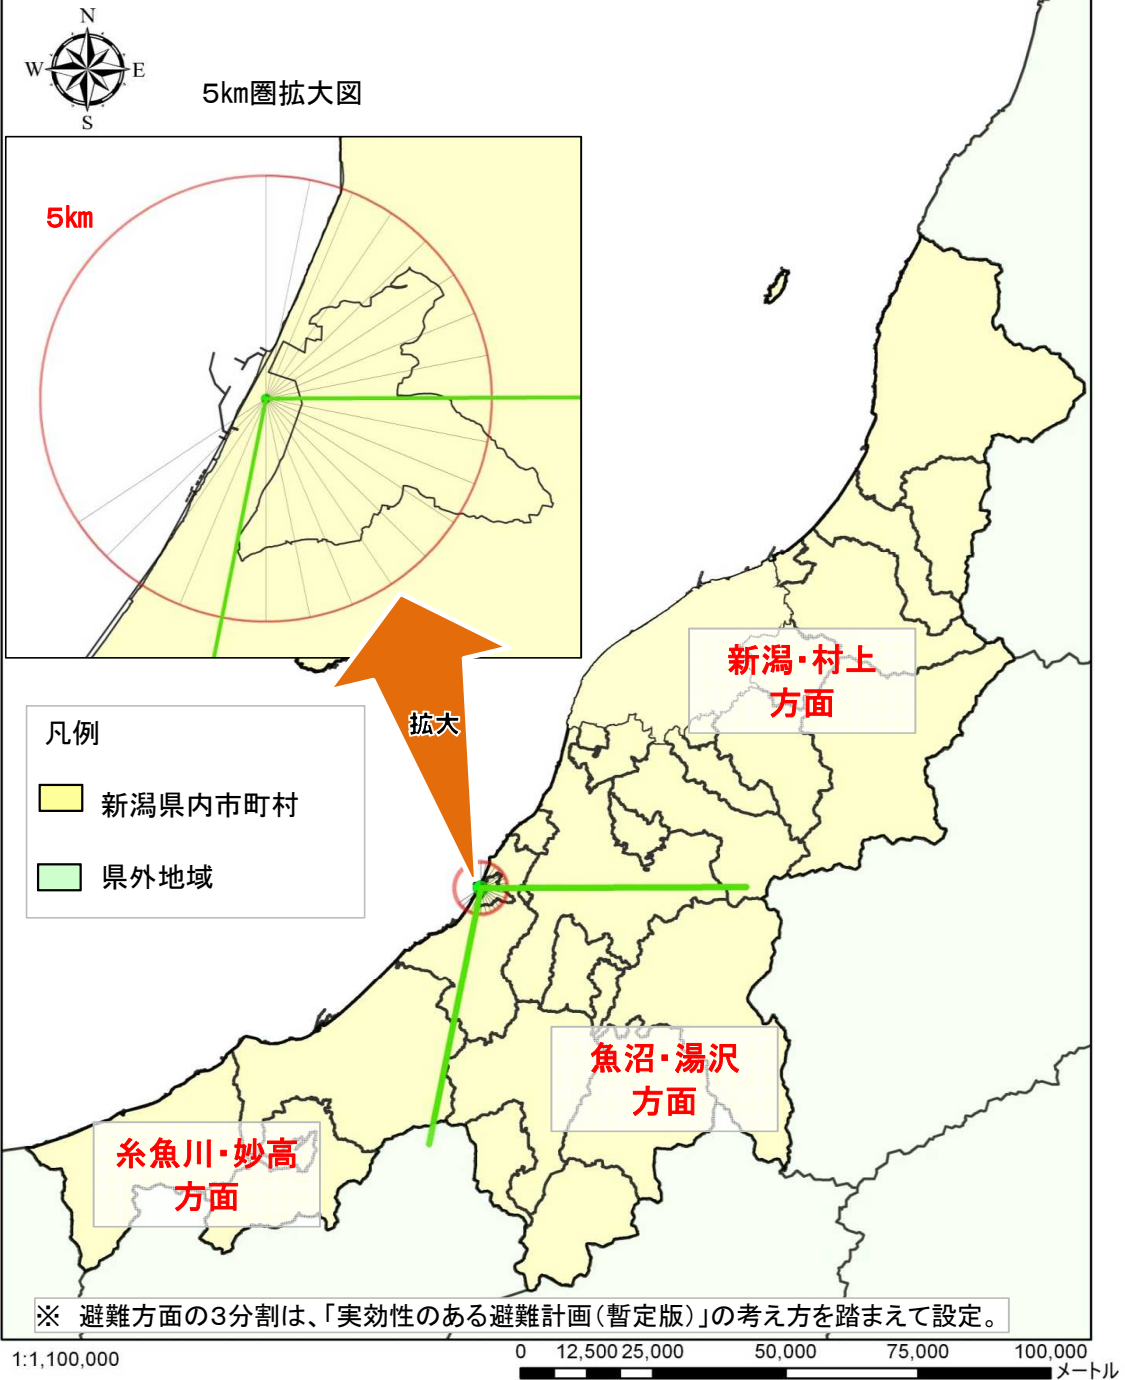 N
W E
S
5km圏拡大図
5km
新潟・村上
方面
拡大
凡例
新潟県内市町村
県外地域
魚沼・湯沢
方面
糸魚川・妙高
方面
※ 避難方面の3分割は、「実効性のある避難計画(暫定版)」の考え方を踏まえて設定。
1:1,100,000
0 12,500 25,000 50,000 75,000 100,000
メートル